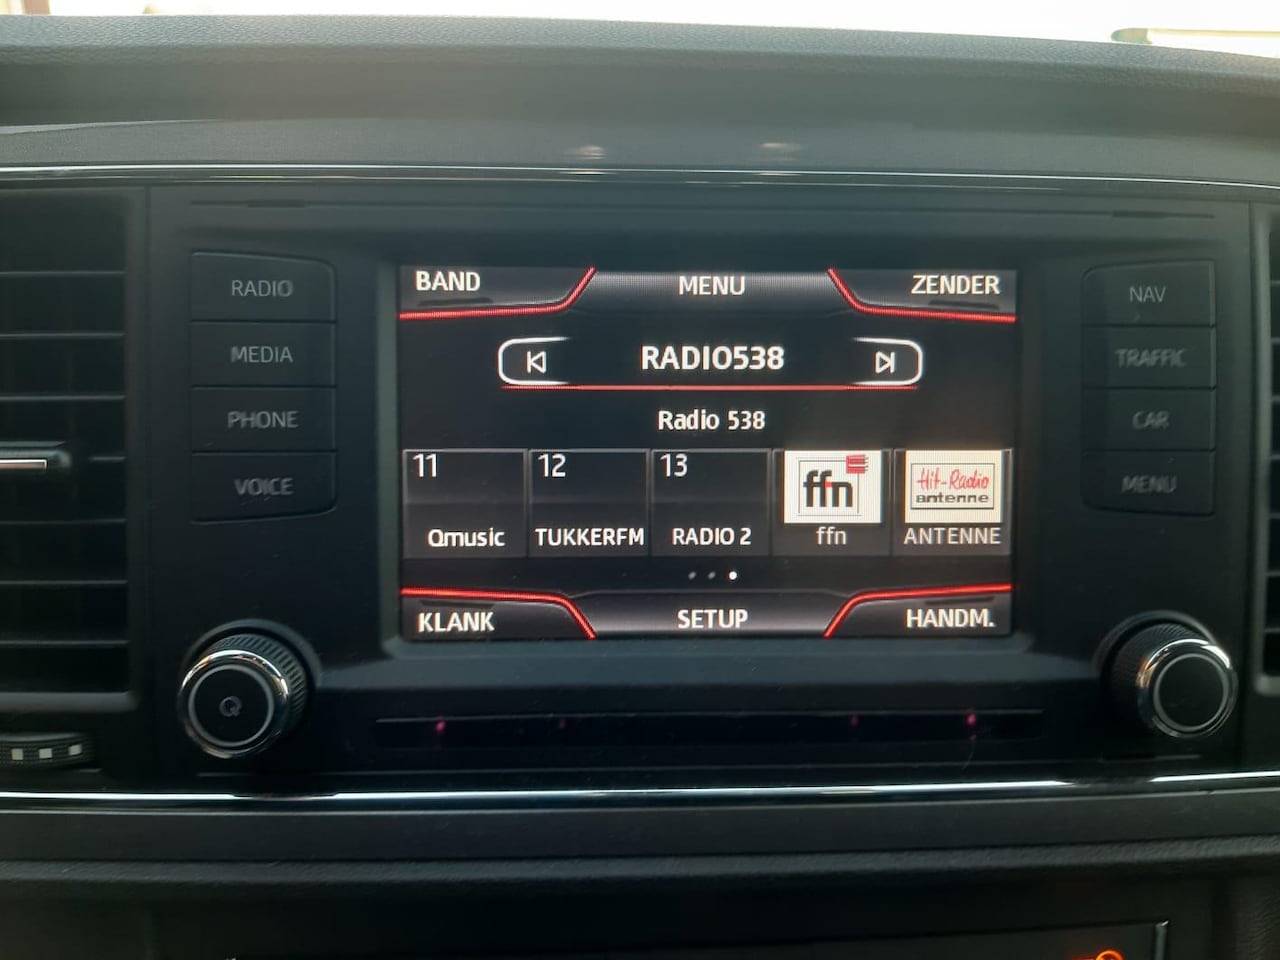 RADIO
MEDIA
PHONE
VOICE
BAND
MENU
ZENDER
RADIO538
Radio 538
11
12
13
ffn
Hit-Radio
antenne
Qmusic
TUKKERFM
RADIO 2
ffn
ANTENNE
KLANK
SETUP
HANDM.
NAV
TRAFFIC
CAR
MENU